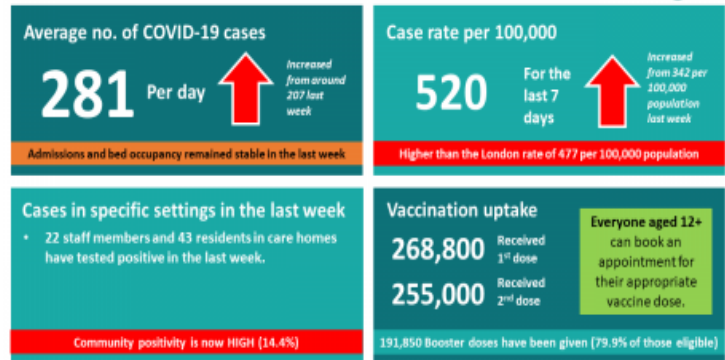 Average no. of COVID-19 cases
281
Per day
Increased
from around
207 last
week
Admissions and bed occupancy remained stable in the last week
Case rate per 100,000
520
For the
last 7
days
Increased
from 342 per
100,000
population
last week
Higher than the London rate of 477 per 100,000 population
Cases in specific settings in the last week
• 22 staff members and 43 residents in care homes
have tested positive in the last week.
Community positivity is now HIGH (14.4%)
Vaccination uptake
268,800
Received
1st dose
255,000
Received
2nd dose
Everyone aged 12+
can book an
appointment for
their appropriate
vaccine dose.
191,850 Booster doses have been given (79.9% of those eligible)